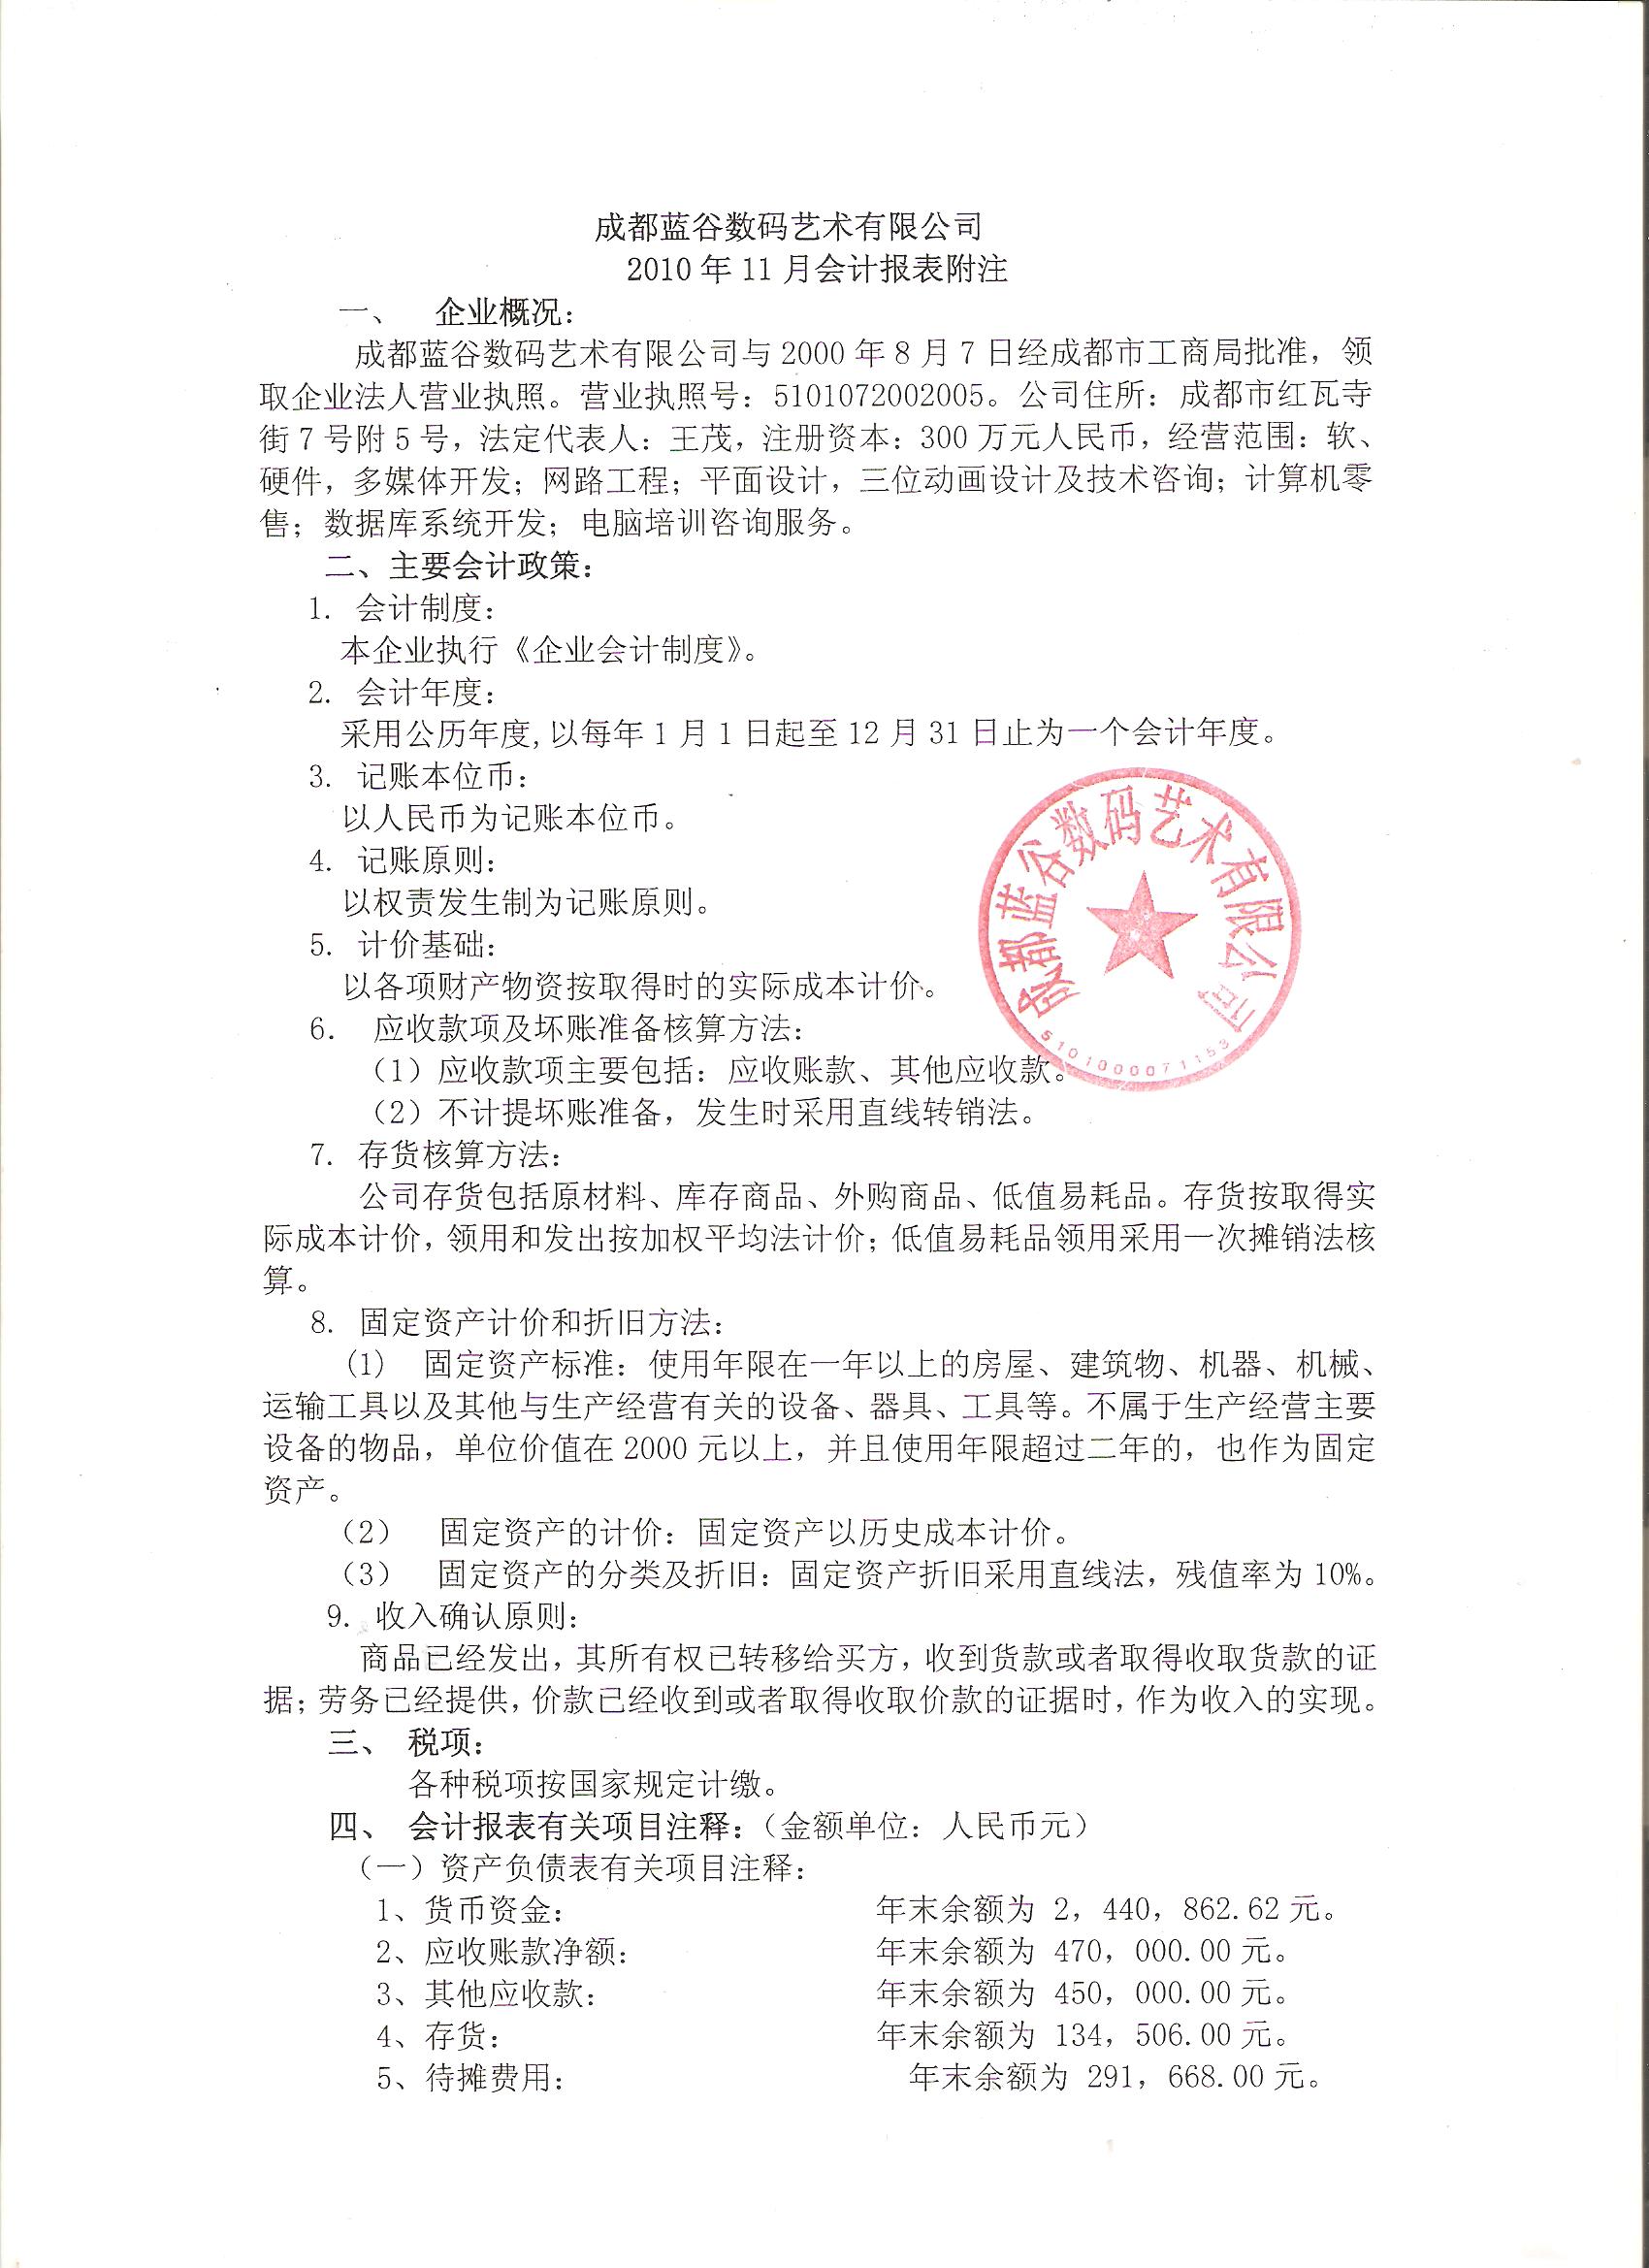 成都蓝谷数码艺术有限公司
2010 年 11 月会计报表附注
一、 企业概况：
成都蓝谷数码艺术有限公司与 2000 年 8 月 7 日经成都市工商局批准，领
取企业法人营业执照。营业执照号：5101072002005。公司住所：成都市红瓦寺
街 7 号附 5 号，法定代表人：王茂，注册资本：300 万元人民币，经营范围：软、
硬件，多媒体开发；网路工程；平面设计，三位动画设计及技术咨询；计算机零
售；数据库系统开发；电脑培训咨询服务。
二、主要会计政策：
1. 会计制度：
本企业执行《企业会计制度》。
2. 会计年度：
采用公历年度,以每年 1 月 1 日起至 12 月 31 日止为一个会计年度。
3. 记账本位币：
以人民币为记账本位币。
4. 记账原则：
以权责发生制为记账原则。
5. 计价基础：
以各项财产物资按取得时的实际成本计价。
6. 应收款项及坏账准备核算方法：
（1）应收款项主要包括：应收账款、其他应收款。
（2）不计提坏账准备，发生时采用直线转销法。
成都蓝谷数码艺术有限公司
5101000071153
7. 存货核算方法：
公司存货包括原材料、库存商品、外购商品、低值易耗品。存货按取得实
际成本计价，领用和发出按加权平均法计价；低值易耗品领用采用一次摊销法核
算。
8. 固定资产计价和折旧方法：
(1) 固定资产标准：使用年限在一年以上的房屋、建筑物、机器、机械、
运输工具以及其他与生产经营有关的设备、器具、工具等。不属于生产经营主要
设备的物品，单位价值在 2000 元以上，并且使用年限超过二年的，也作为固定
资产。
（2） 固定资产的计价：固定资产以历史成本计价。
（3） 固定资产的分类及折旧：固定资产折旧采用直线法，残值率为 10%。
9. 收入确认原则：
商品已经发出，其所有权已转移给买方，收到货款或者取得收取货款的证
据；劳务已经提供，价款已经收到或者取得收取价款的证据时，作为收入的实现。
三、 税项：
各种税项按国家规定计缴。
四、 会计报表有关项目注释：（金额单位：人民币元）
（一）资产负债表有关项目注释：
1、货币资金： 年末余额为 2，440，862.62 元。
2、应收账款净额： 年末余额为 470，000.00 元。
3、其他应收款： 年末余额为 450，000.00 元。
4、存货： 年末余额为 134，506.00 元。
5、待摊费用： 年末余额为 291，668.00 元。